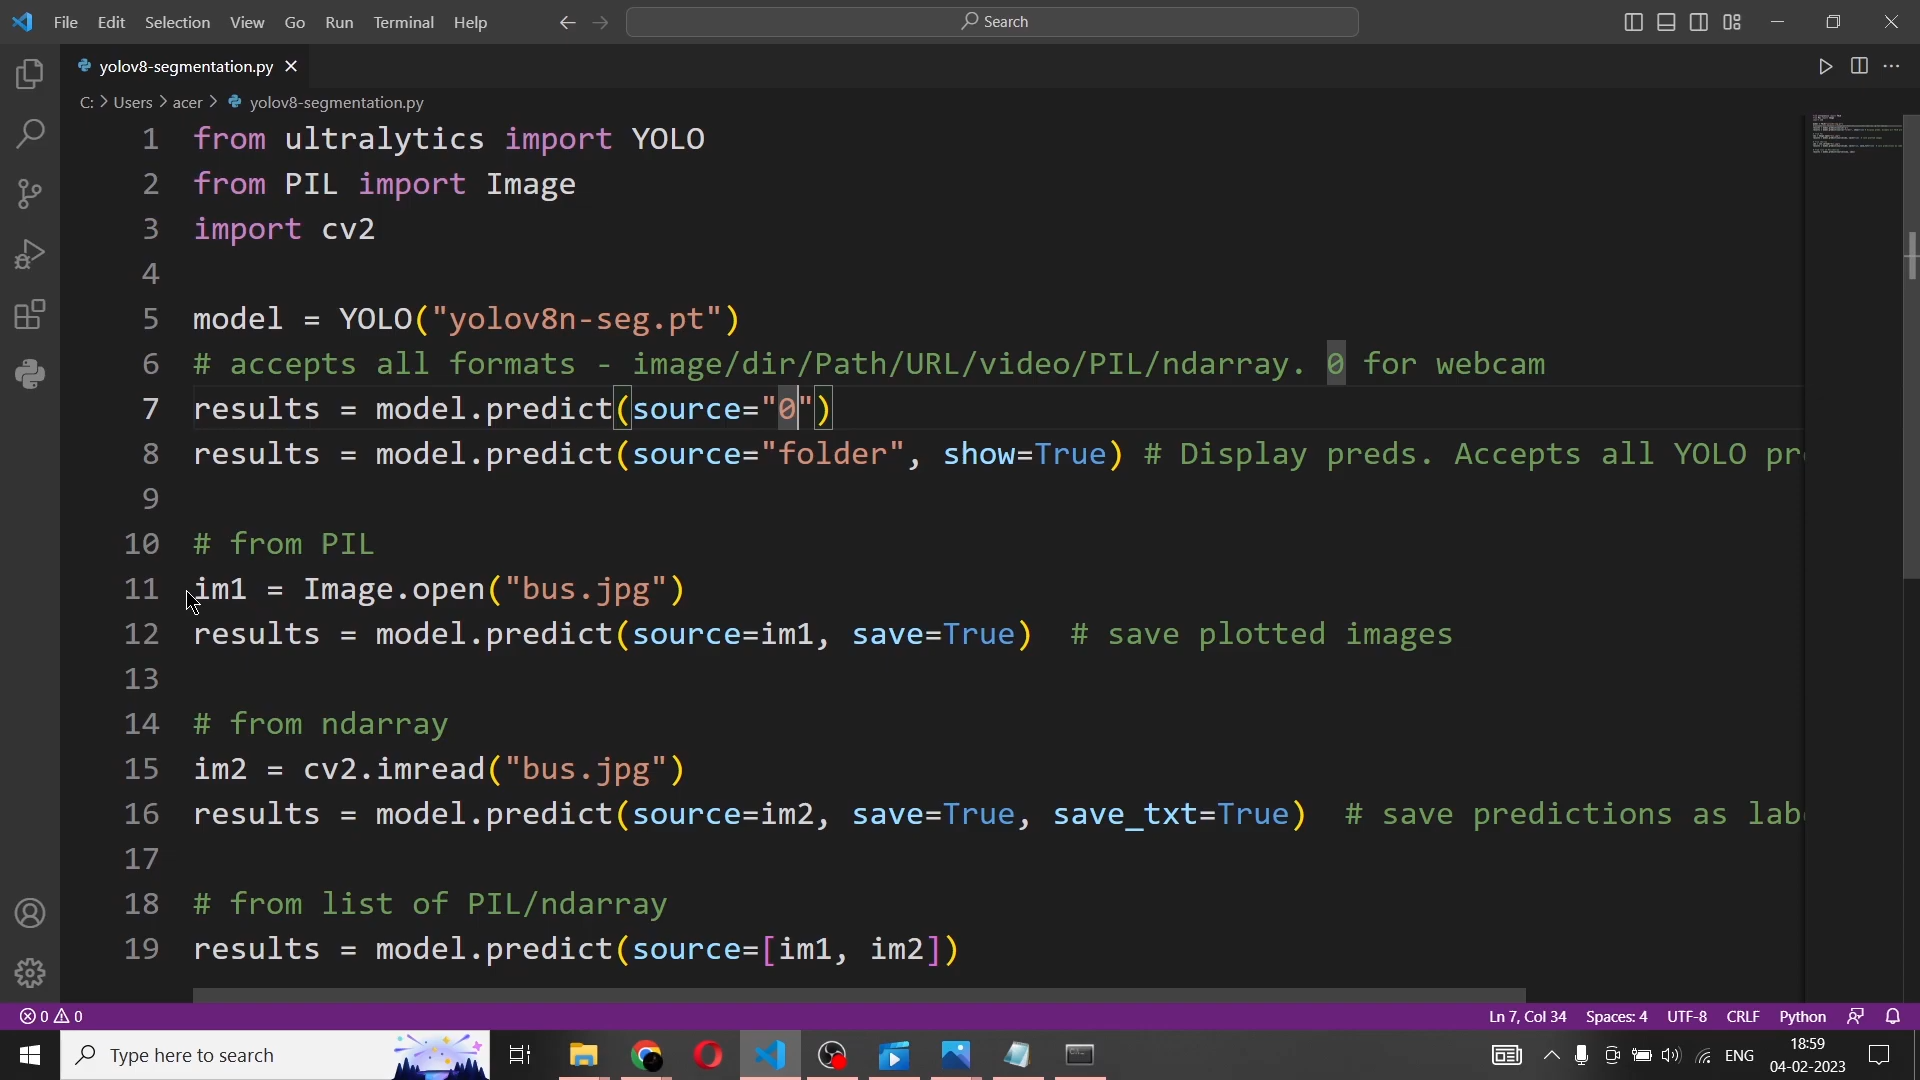 File Edit Selection View Go Run Terminal Help
Search
yolov8-segmentation.py
C: > Users > acer > yolov8-segmentation.py
1 from ultralytics import YOLO
2 from PIL import Image
3 import cv2
4
5 model = YOLO("yolov8n-seg.pt")
6 # accepts all formats - image/dir/Path/URL/video/PIL/ndarray. 0 for webcam
7 results = model.predict(source="0")
8 results = model.predict(source="folder", show=True) # Display preds. Accepts all YOLO pr
9
10 # from PIL
11 im1 = Image.open("bus.jpg")
12 results = model.predict(source=im1, save=True)  # save plotted images
13
14 # from ndarray
15 im2 = cv2.imread("bus.jpg")
16 results = model.predict(source=im2, save=True, save_txt=True)  # save predictions as lab
17
18 # from list of PIL/ndarray
19 results = model.predict(source=[im1, im2])
0 0 Ln 7, Col 34 Spaces: 4 UTF-8 CRLF Python
Type here to search
ENG
18:59
04-02-2023